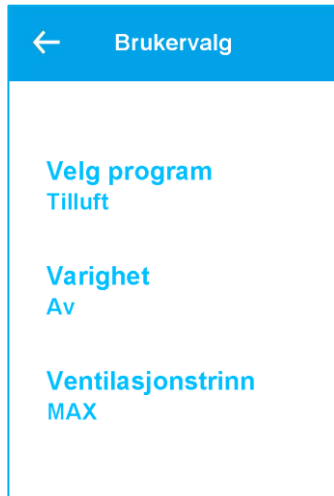 Brukervalg
Velg program
Tilluft
Varighet
Av
Ventilasjonstrinn
MAX